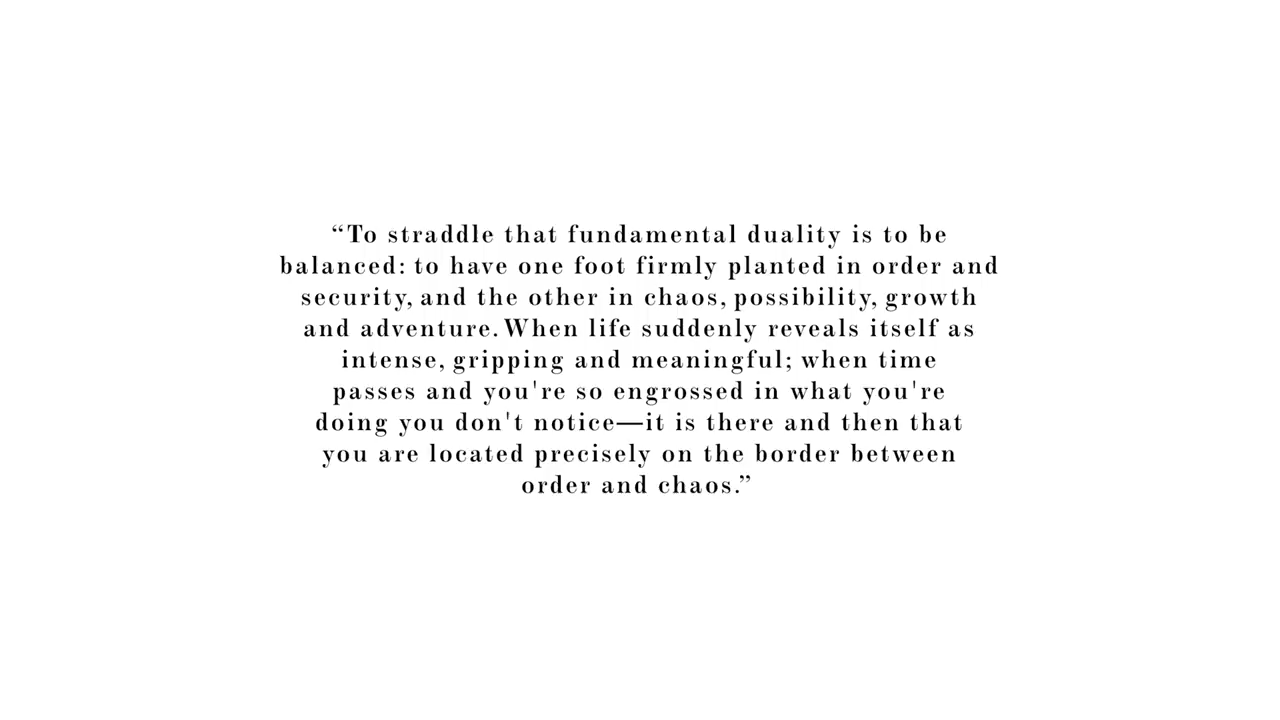 “To straddle that fundamental duality is to be
balanced: to have one foot firmly planted in order and
security, and the other in chaos, possibility, growth
and adventure. When life suddenly reveals itself as
intense, gripping and meaningful; when time
passes and you're so engrossed in what you're
doing you don't notice—it is there and then that
you are located precisely on the border between
order and chaos.”